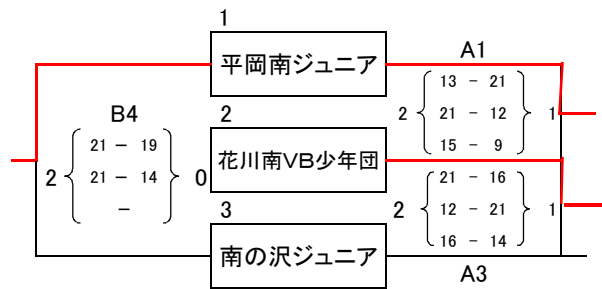 1
平岡南ジュニア
A1
13 - 21
2 21 - 12 1
15 - 9
B4
21 - 19
2 21 - 14 0
-
2
花川南VB少年団
21 - 16
2 12 - 21 1
16 - 14
3
南の沢ジュニア
A3